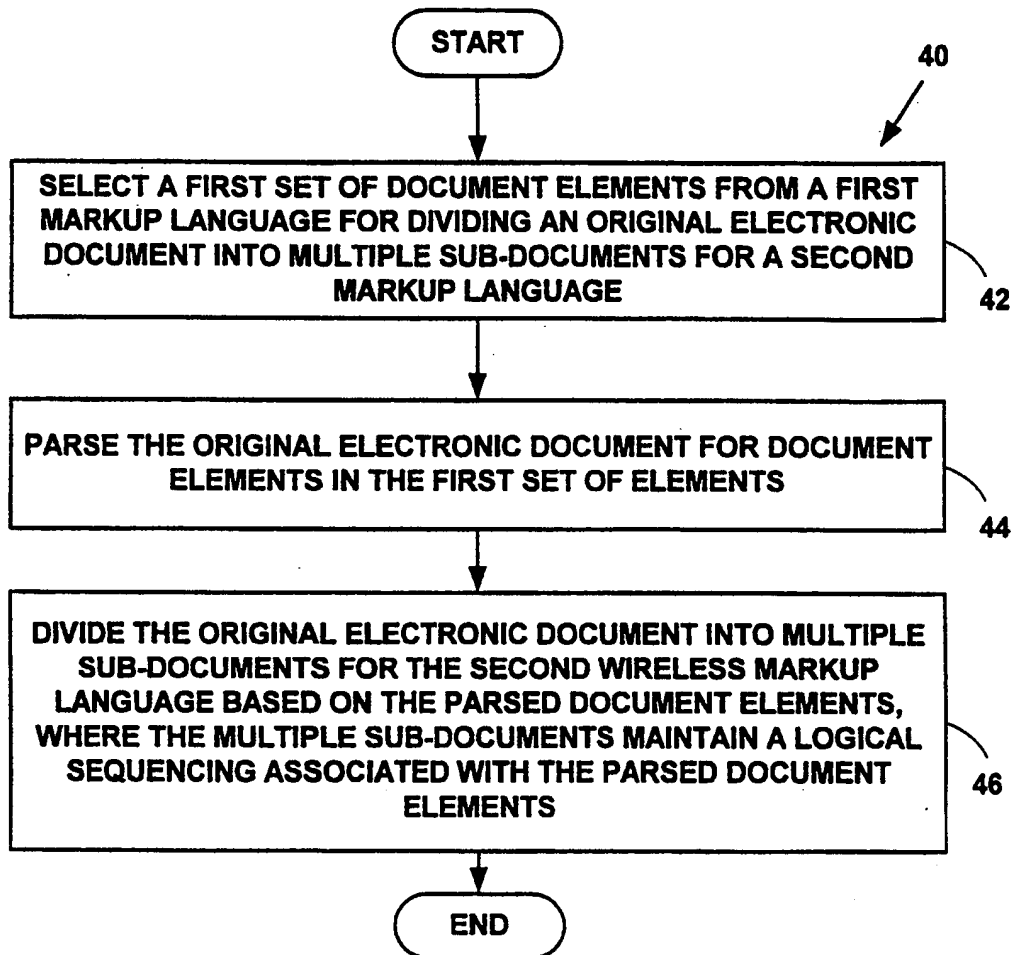 START
40
SELECT A FIRST SET OF DOCUMENT ELEMENTS FROM A FIRST
MARKUP LANGUAGE FOR DIVIDING AN ORIGINAL ELECTRONIC
DOCUMENT INTO MULTIPLE SUB-DOCUMENTS FOR A SECOND
MARKUP LANGUAGE
42
PARSE THE ORIGINAL ELECTRONIC DOCUMENT FOR DOCUMENT
ELEMENTS IN THE FIRST SET OF ELEMENTS
44
DIVIDE THE ORIGINAL ELECTRONIC DOCUMENT INTO MULTIPLE
SUB-DOCUMENTS FOR THE SECOND WIRELESS MARKUP
LANGUAGE BASED ON THE PARSED DOCUMENT ELEMENTS,
WHERE THE MULTIPLE SUB-DOCUMENTS MAINTAIN A LOGICAL
SEQUENCING ASSOCIATED WITH THE PARSED DOCUMENT
ELEMENTS
46
END